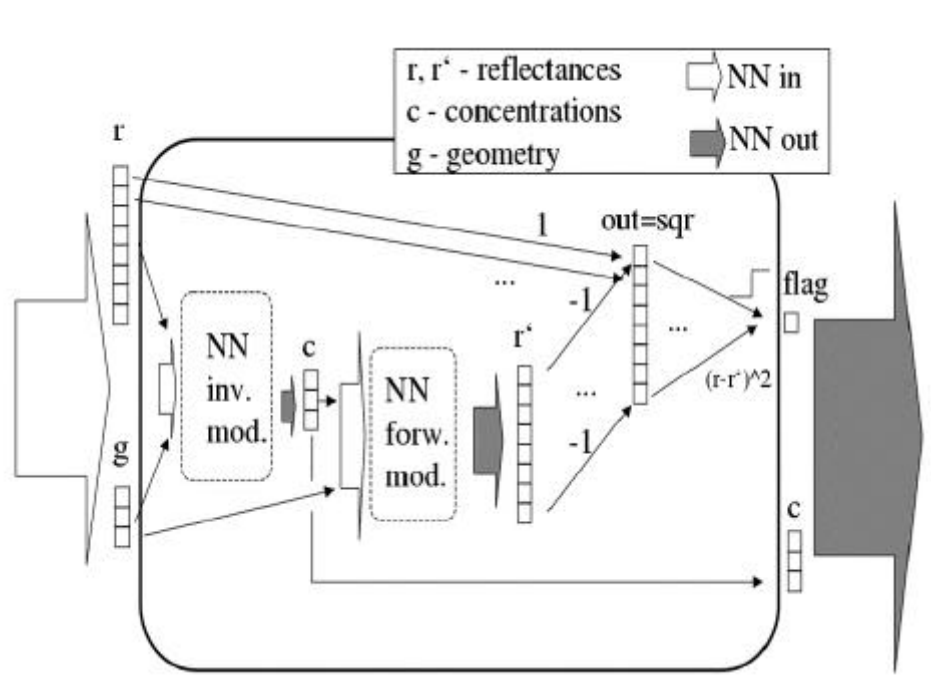 r, r‘ - reflectances
NN in
c - concentrations
g - geometry
NN out
r
1
out=sqr
...
flag
-1
...
NN
inv.
mod.
c
NN
forw.
mod.
r‘
...
(r-r‘)^2
-1
g
c